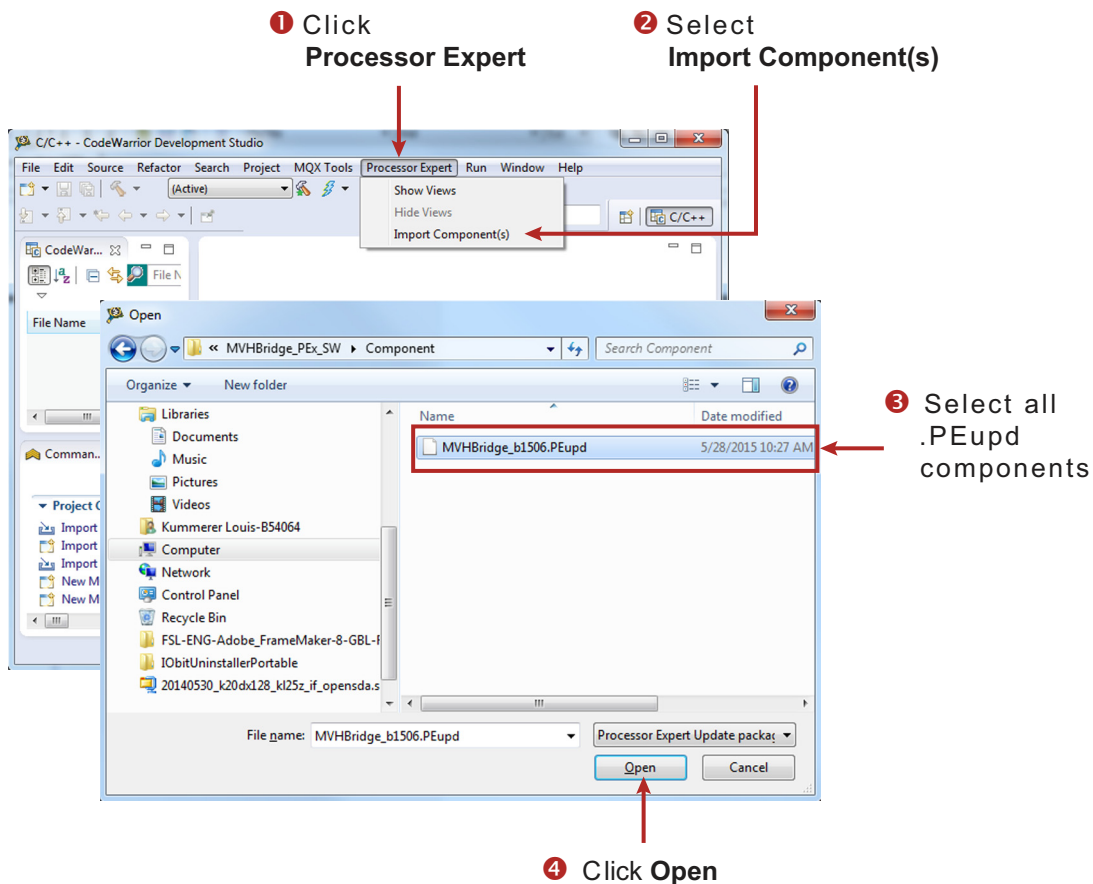 ❶ Click
Processor Expert
❷ Select
Import Component(s)
C/C++ - CodeWarrior Development Studio
File Edit Source Refactor Search Project MQX Tools Processor Expert Run Window Help
(Active)
Show Views
Hide Views
Import Component(s)
C/C++
CodeWar...
File N
File Name
Open
« MVHBridge_PEx_SW ▸ Component
Search Component
Organize ▾ New folder
Libraries
Documents
Music
Pictures
Videos
Kummerer Louis-B54064
Computer
Network
Control Panel
Recycle Bin
FSL-ENG-Adobe_FrameMaker-8-GBL-F
IObitUninstallerPortable
20140530_k20dx128_kl25z_if_opensda.s
Name Date modified
MVHBridge_b1506.PEupd 5/28/2015 10:27 AM
Comman..
Project C
Import
Import
Import
New M
New M
File name: MVHBridge_b1506.PEupd
Processor Expert Update packag
Open Cancel
❸ Select all
.PEupd
components
❹ Click Open